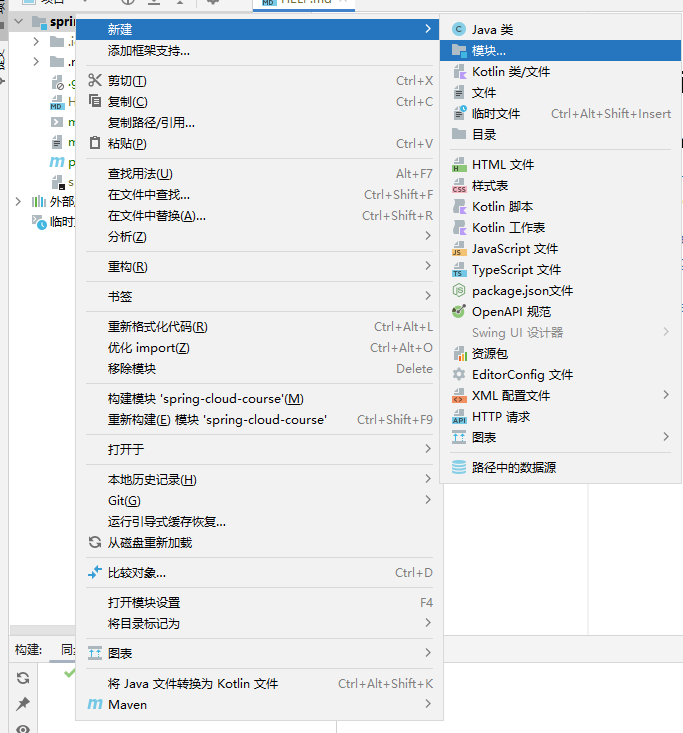 项目
HELP.md
spring
新建
添加框架支持...
剪切(T) Ctrl+X
复制(C) Ctrl+C
复制路径/引用...
粘贴(P) Ctrl+V
查找用法(U) Alt+F7
在文件中查找... Ctrl+Shift+F
在文件中替换(A)... Ctrl+Shift+R
分析(Z)
重构(R)
书签
重新格式化代码(R) Ctrl+Alt+L
优化 import(Z) Ctrl+Alt+O
移除模块 Delete
构建模块 'spring-cloud-course'(M)
重新构建(E) 模块 'spring-cloud-course' Ctrl+Shift+F9
打开于
本地历史记录(H)
Git(G)
运行引导式缓存恢复...
从磁盘重新加载
比较对象... Ctrl+D
打开模块设置 F4
将目录标记为
图表
将 Java 文件转换为 Kotlin 文件 Ctrl+Alt+Shift+K
Maven
Java 类
模块...
Kotlin 类/文件
文件
临时文件 Ctrl+Alt+Shift+Insert
目录
HTML 文件
样式表
Kotlin 脚本
Kotlin 工作表
JavaScript 文件
TypeScript 文件
package.json文件
OpenAPI 规范
Swing UI 设计器
资源包
EditorConfig 文件
XML 配置文件
HTTP 请求
图表
路径中的数据源
外部
临时
构建: